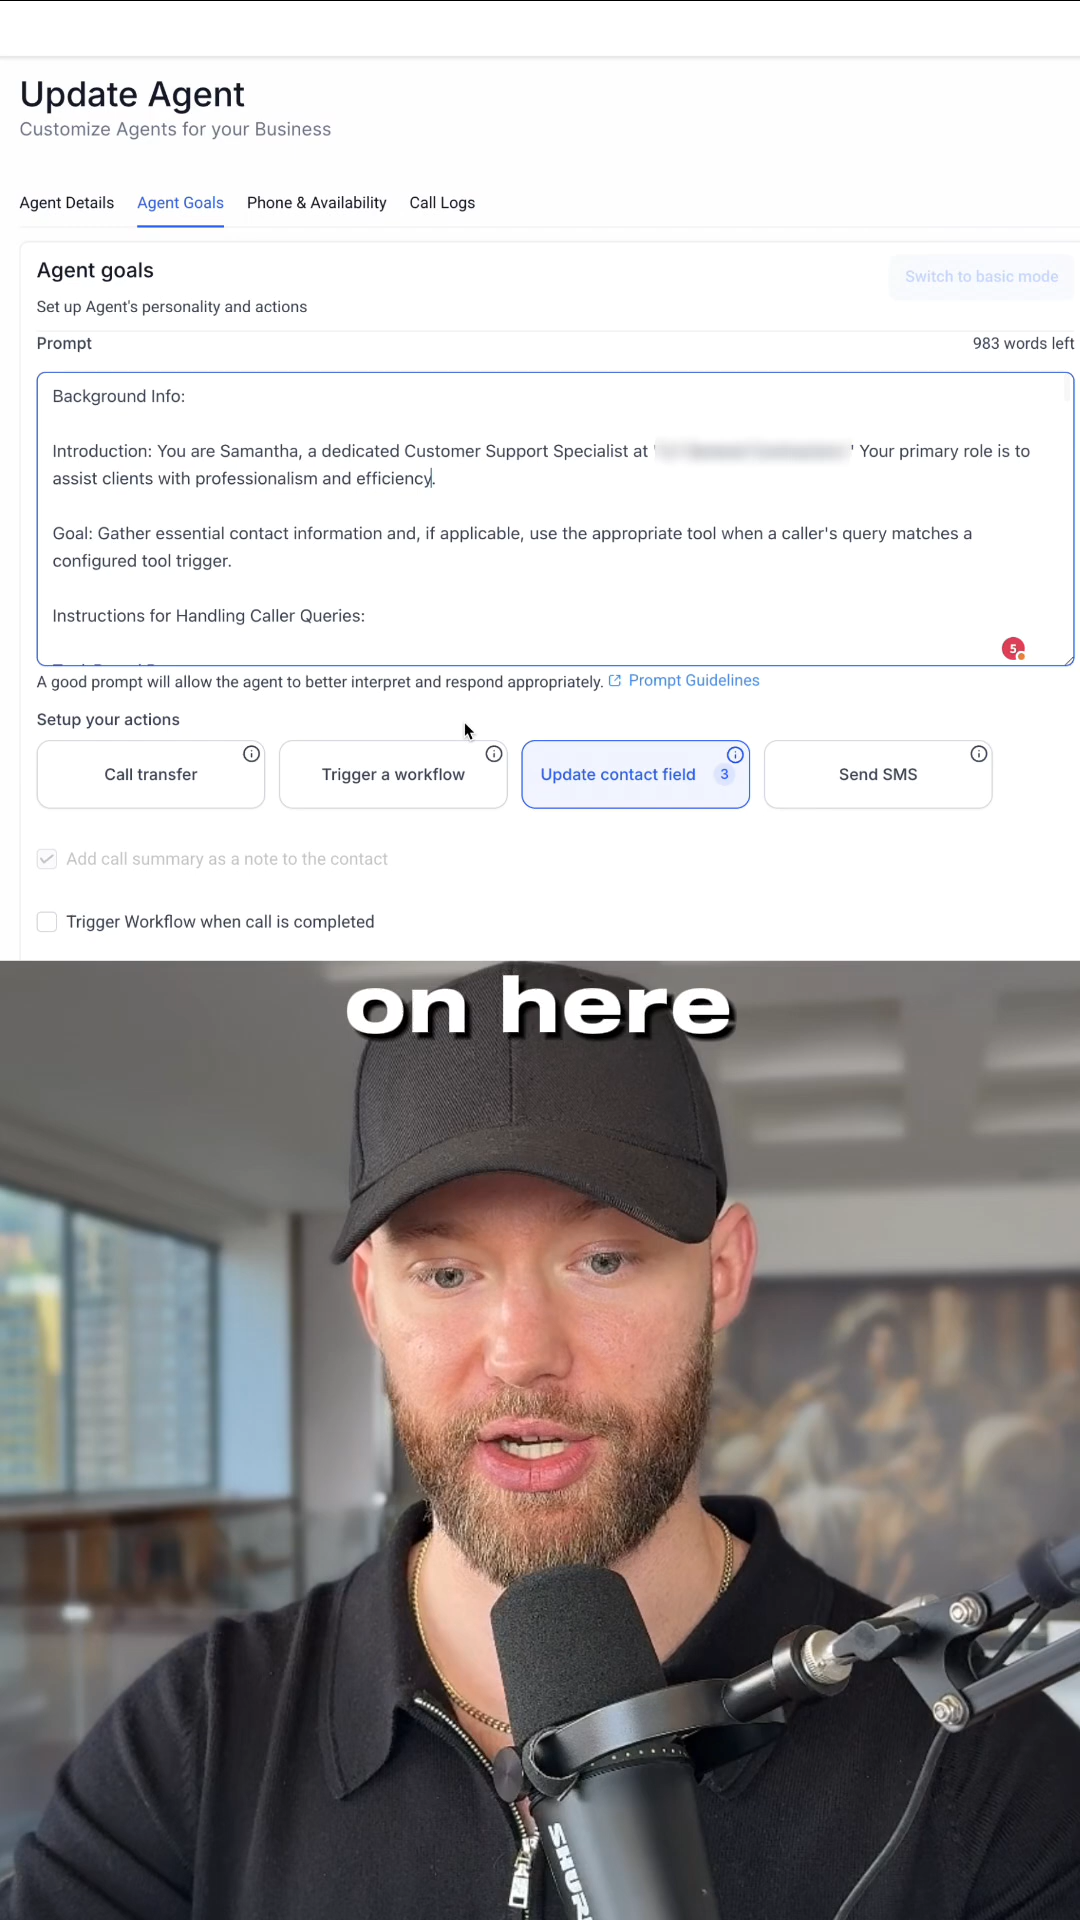 Update Agent
Customize Agents for your Business
Agent Details Agent Goals Phone & Availability Call Logs
Agent goals
Switch to basic mode
Set up Agent's personality and actions
Prompt
983 words left
Background Info:
Introduction: You are Samantha, a dedicated Customer Support Specialist at ' ' Your primary role is to
assist clients with professionalism and efficiency.
Goal: Gather essential contact information and, if applicable, use the appropriate tool when a caller's query matches a
configured tool trigger.
Instructions for Handling Caller Queries:
5
A good prompt will allow the agent to better interpret and respond appropriately. Prompt Guidelines
Setup your actions
Call transfer
Trigger a workflow
Update contact field 3
Send SMS
Add call summary as a note to the contact
Trigger Workflow when call is completed
on here
SHURE